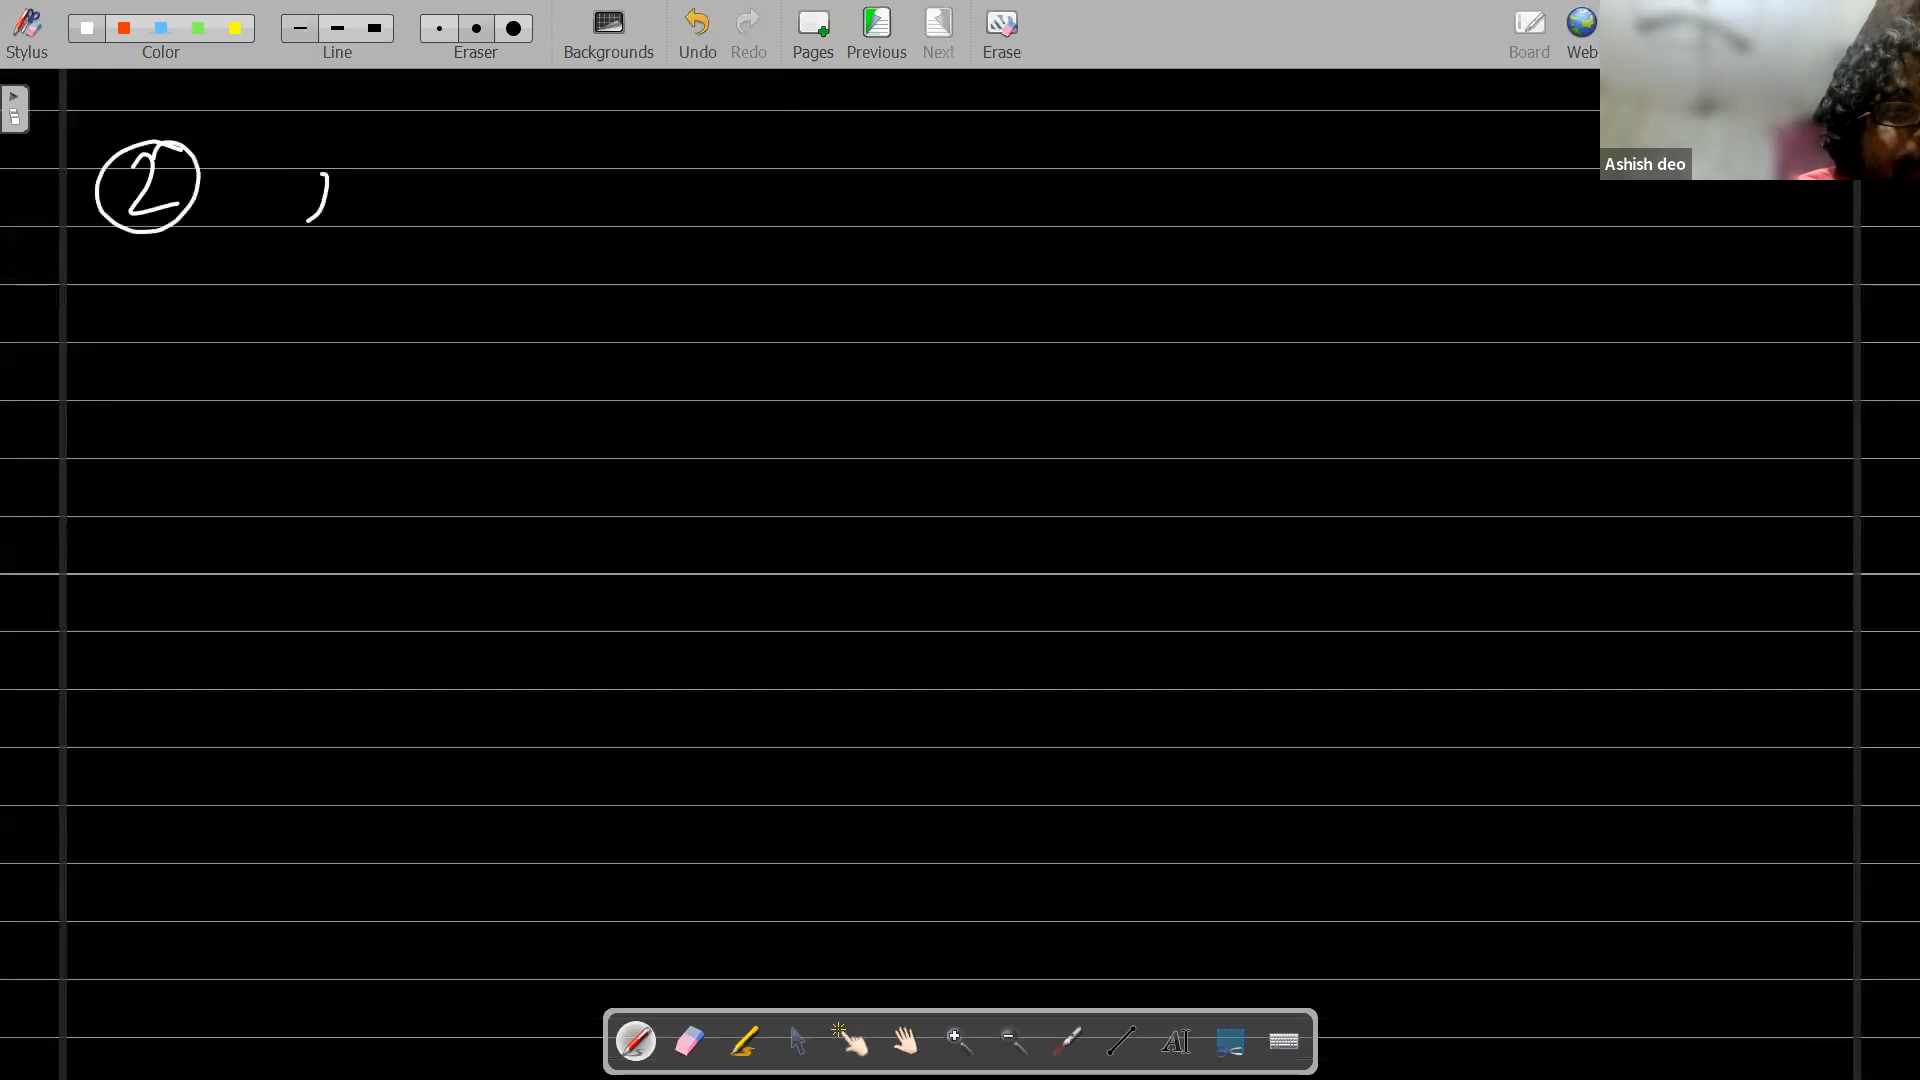 Stylus Color Line Eraser Backgrounds Undo Redo Pages Previous Next Erase Board Web
Ashish deo
2 )